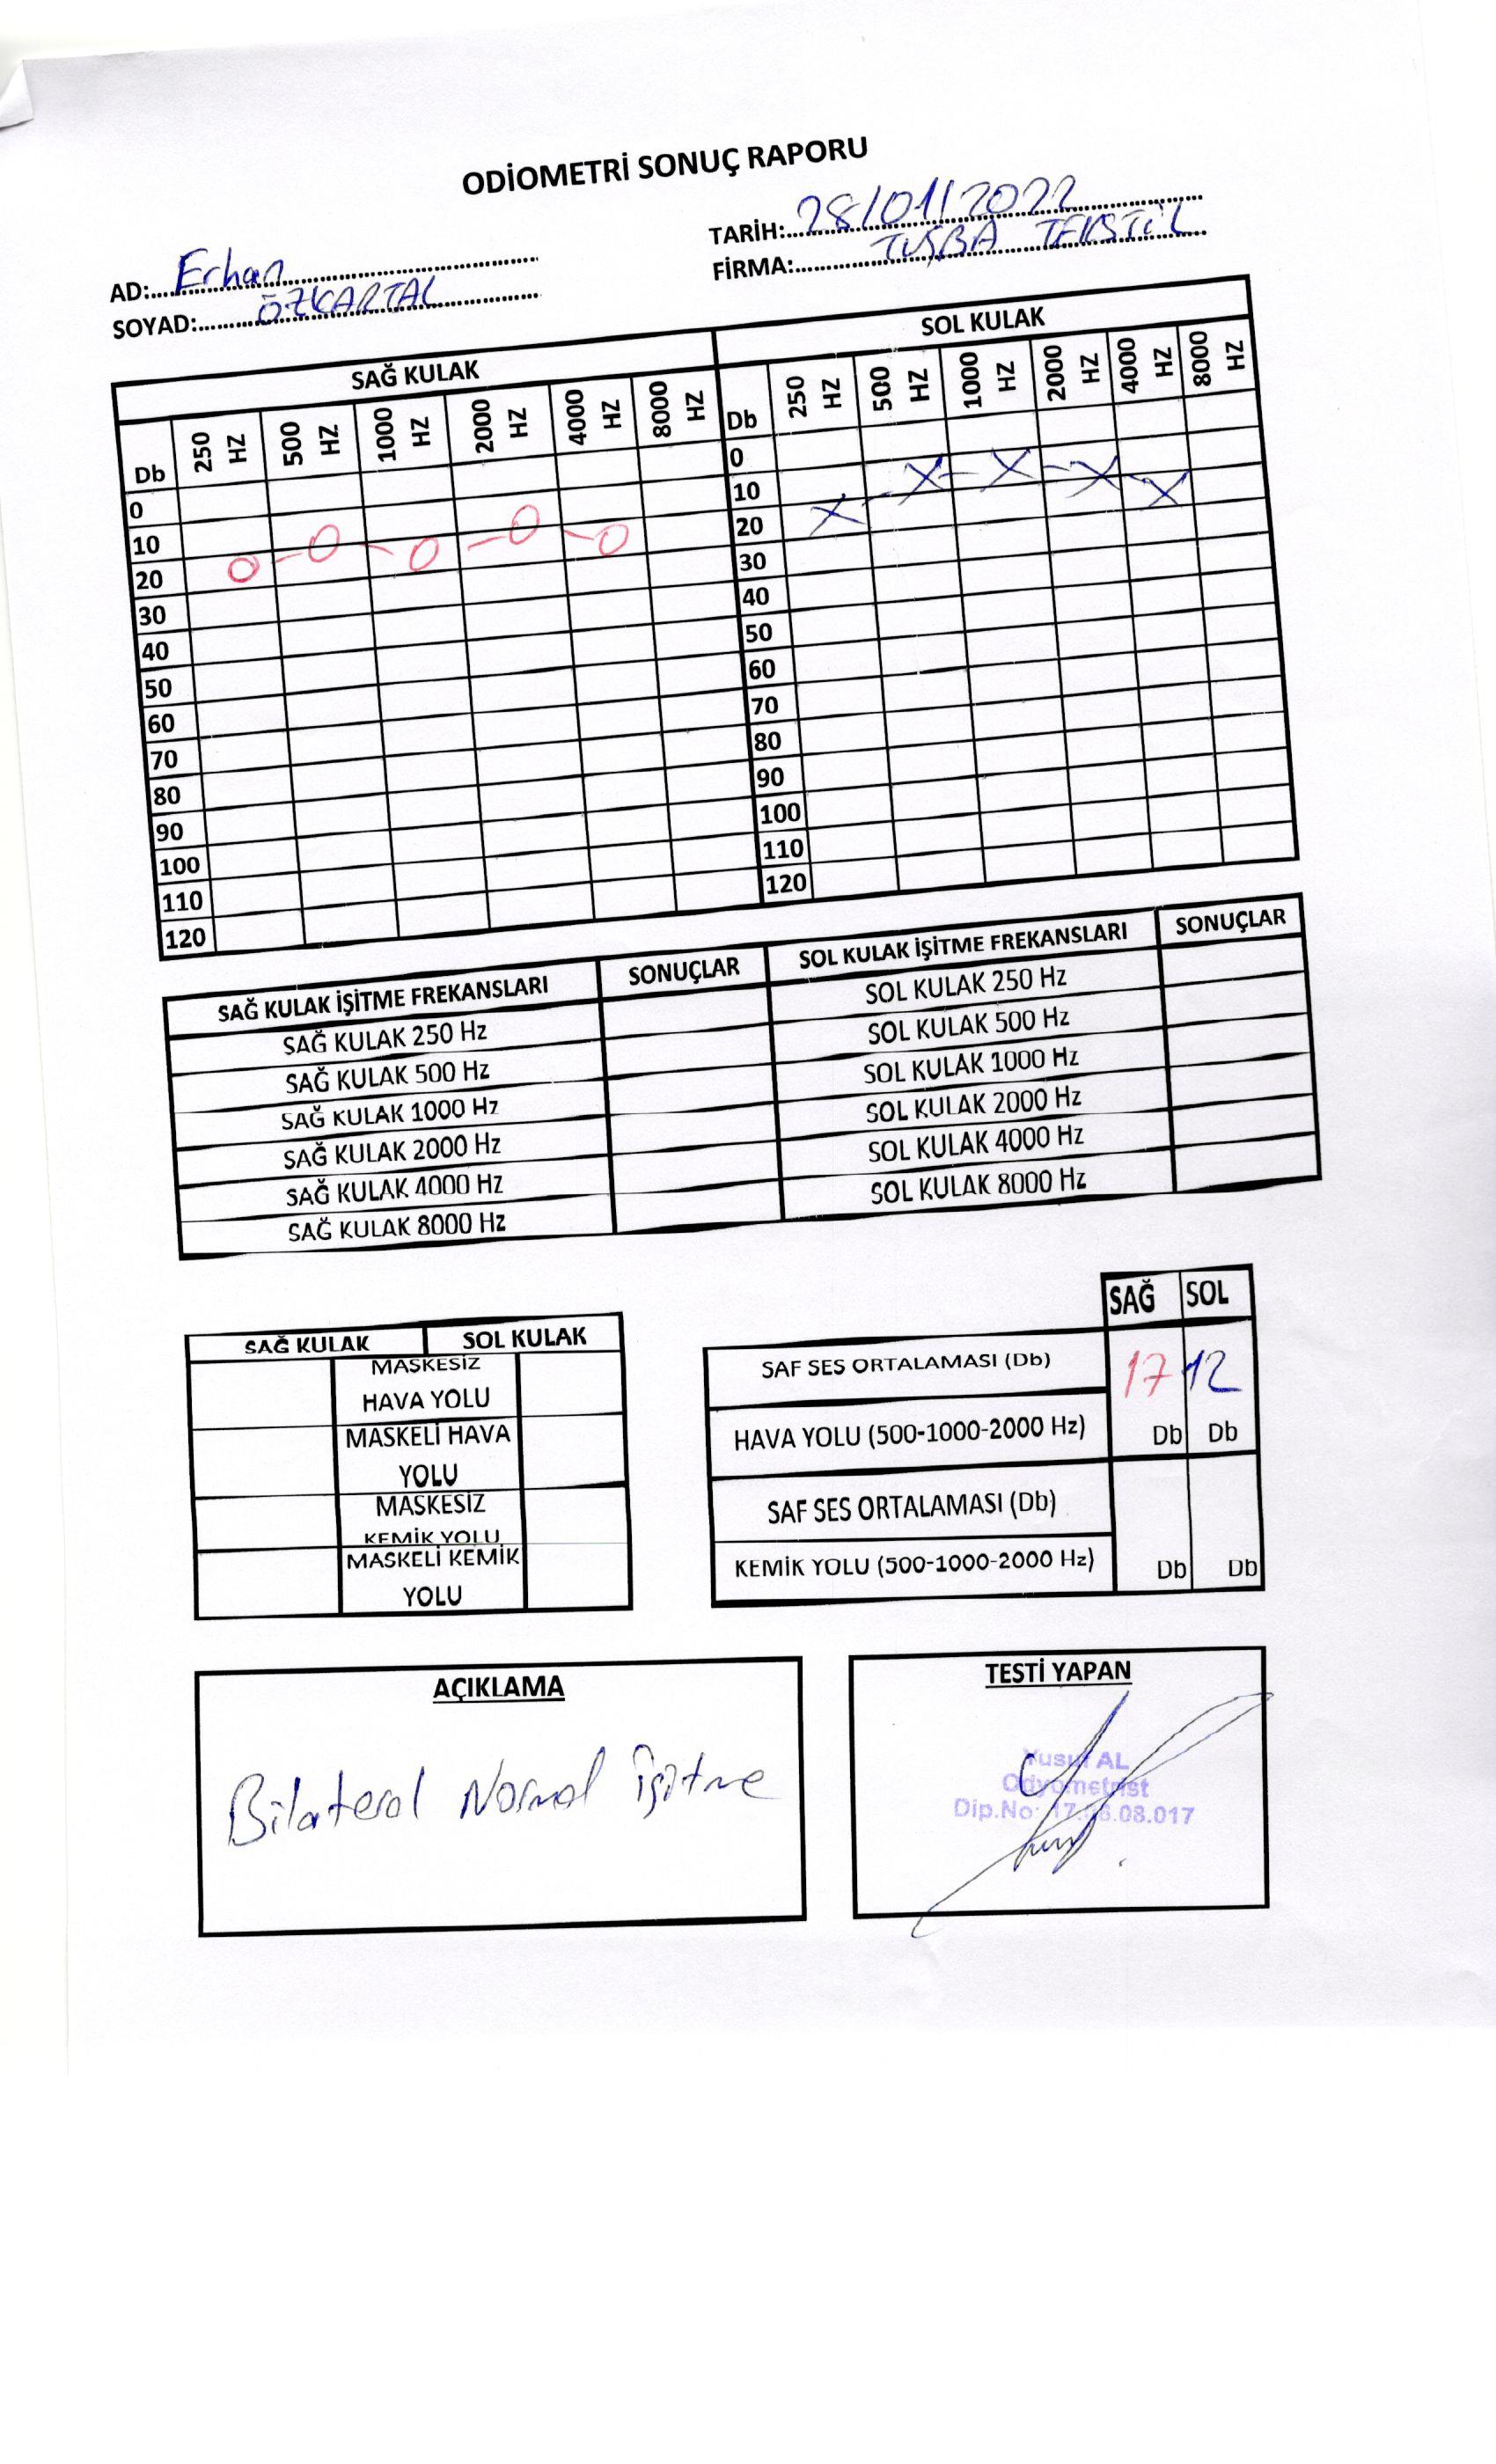 ODİOMETRİ SONUÇ RAPORU
TARİH: 28/01/2022
FİRMA: TUŞBA TEKSTİL
AD: Erhan
SOYAD: ÖZKARTAL
SAĞ KULAK SOL KULAK
Db 250 HZ 500 HZ 1000 HZ 2000 HZ 4000 HZ 8000 HZ Db 250 HZ 500 HZ 1000 HZ 2000 HZ 4000 HZ 8000 HZ
0 0
10 10
20 20
30 30
40 40
50 50
60 60
70 70
80 80
90 90
100 100
110 110
120 120
SAĞ KULAK İŞİTME FREKANSLARI SONUÇLAR SOL KULAK İŞİTME FREKANSLARI SONUÇLAR
SAĞ KULAK 250 Hz SOL KULAK 250 Hz
SAĞ KULAK 500 Hz SOL KULAK 500 Hz
SAĞ KULAK 1000 Hz SOL KULAK 1000 Hz
SAĞ KULAK 2000 Hz SOL KULAK 2000 Hz
SAĞ KULAK 4000 Hz SOL KULAK 4000 Hz
SAĞ KULAK 8000 Hz SOL KULAK 8000 Hz
SAĞ KULAK SOL KULAK
MASKESİZ
HAVA YOLU
MASKELİ HAVA
YOLU
MASKESİZ
KEMİK YOLU
MASKELİ KEMİK
YOLU
SAĞ SOL
SAF SES ORTALAMASI (Db) 17 12
HAVA YOLU (500-1000-2000 Hz) Db Db
SAF SES ORTALAMASI (Db)
KEMİK YOLU (500-1000-2000 Hz) Db Db
AÇIKLAMA
Bilateral Normal işitme
TESTİ YAPAN
Yusuf AL
Odyometrist
Dip.No: 17.06.08.017